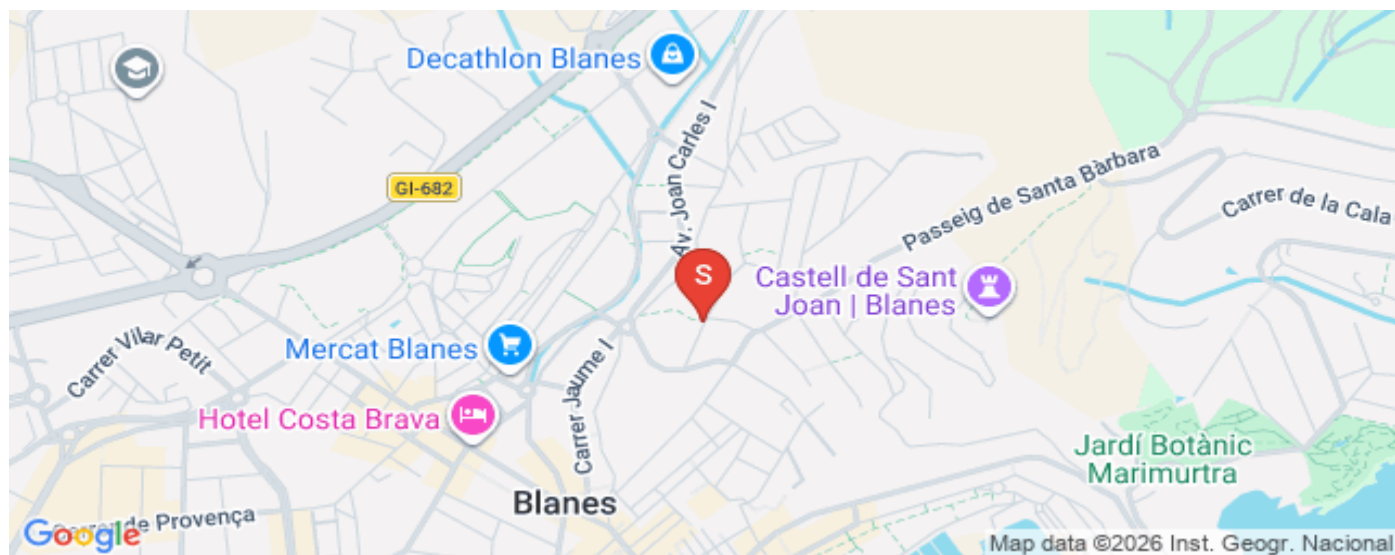 Decathlon Blanes
Av. Joan Carles I
GI-682
Passeig de Santa Bàrbara
Carrer de la Cala
S
Castell de Sant
Joan | Blanes
Carrer Vilar Petit
Mercat Blanes
Carrer Jaume I
Hotel Costa Brava
Jardí Botànic
Marimurtra
Blanes
de Provença
Google
Map data ©2026 Inst. Geogr. Nacional